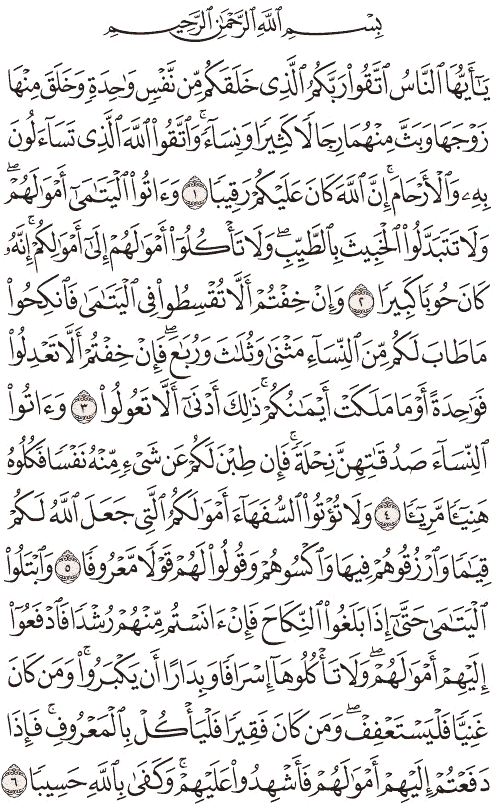 بِسْمِ ٱللَّهِ ٱلرَّحْمَٰنِ ٱلرَّحِيمِ
يَٰٓأَيُّهَا ٱلنَّاسُ ٱتَّقُوا۟ رَبَّكُمُ ٱلَّذِى خَلَقَكُم مِّن نَّفْسٍ وَٰحِدَةٍ وَخَلَقَ مِنْهَا
زَوْجَهَا وَبَثَّ مِنْهُمَا رِجَالًا كَثِيرًا وَنِسَآءً ۚ وَٱتَّقُوا۟ ٱللَّهَ ٱلَّذِى تَسَآءَلُونَ
بِهِۦ وَٱلْأَرْحَامَ ۚ إِنَّ ٱللَّهَ كَانَ عَلَيْكُمْ رَقِيبًا ١ وَءَاتُوا۟ ٱلْيَتَٰمَىٰٓ أَمْوَٰلَهُمْ ۖ
وَلَا تَتَبَدَّلُوا۟ ٱلْخَبِيثَ بِٱلطَّيِّبِ ۖ وَلَا تَأْكُلُوٓا۟ أَمْوَٰلَهُمْ إِلَىٰٓ أَمْوَٰلِكُمْ ۚ إِنَّهُۥ
كَانَ حُوبًا كَبِيرًا ٢ وَإِنْ خِفْتُمْ أَلَّا تُقْسِطُوا۟ فِى ٱلْيَتَٰمَىٰ فَٱنكِحُوا۟
مَا طَابَ لَكُم مِّنَ ٱلنِّسَآءِ مَثْنَىٰ وَثُلَٰثَ وَرُبَٰعَ ۖ فَإِنْ خِفْتُمْ أَلَّا تَعْدِلُوا۟
فَوَٰحِدَةً أَوْ مَا مَلَكَتْ أَيْمَٰنُكُمْ ۚ ذَٰلِكَ أَدْنَىٰٓ أَلَّا تَعُولُوا۟ ٣ وَءَاتُوا۟
ٱلنِّسَآءَ صَدُقَٰتِهِنَّ نِحْلَةً ۚ فَإِن طِبْنَ لَكُمْ عَن شَىْءٍ مِّنْهُ نَفْسًا فَكُلُوهُ
هَنِيٓـًٔا مَّرِيٓـًٔا ٤ وَلَا تُؤْتُوا۟ ٱلسُّفَهَآءَ أَمْوَٰلَكُمُ ٱلَّتِى جَعَلَ ٱللَّهُ لَكُمْ
قِيَٰمًا وَٱرْزُقُوهُمْ فِيهَا وَٱكْسُوهُمْ وَقُولُوا۟ لَهُمْ قَوْلًا مَّعْرُوفًا ٥ وَٱبْتَلُوا۟
ٱلْيَتَٰمَىٰ حَتَّىٰٓ إِذَا بَلَغُوا۟ ٱلنِّكَاحَ فَإِنْ ءَانَسْتُم مِّنْهُمْ رُشْدًا فَٱدْفَعُوٓا۟
إِلَيْهِمْ أَمْوَٰلَهُمْ ۖ وَلَا تَأْكُلُوهَآ إِسْرَافًا وَبِدَارًا أَن يَكْبَرُوا۟ ۚ وَمَن كَانَ
غَنِيًّا فَلْيَسْتَعْفِفْ ۖ وَمَن كَانَ فَقِيرًا فَلْيَأْكُلْ بِٱلْمَعْرُوفِ ۚ فَإِذَا
دَفَعْتُمْ إِلَيْهِمْ أَمْوَٰلَهُمْ فَأَشْهِدُوا۟ عَلَيْهِمْ ۚ وَكَفَىٰ بِٱللَّهِ حَسِيبًا ٦